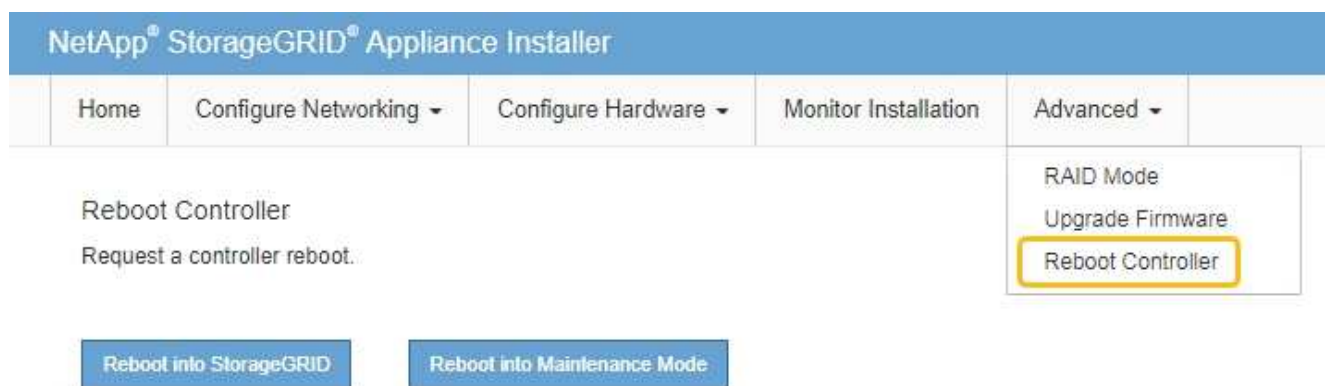 NetApp® StorageGRID® Appliance Installer
Home Configure Networking Configure Hardware Monitor Installation Advanced
RAID Mode
Upgrade Firmware
Reboot Controller
Reboot Controller
Request a controller reboot.
Reboot into StorageGRID Reboot into Maintenance Mode